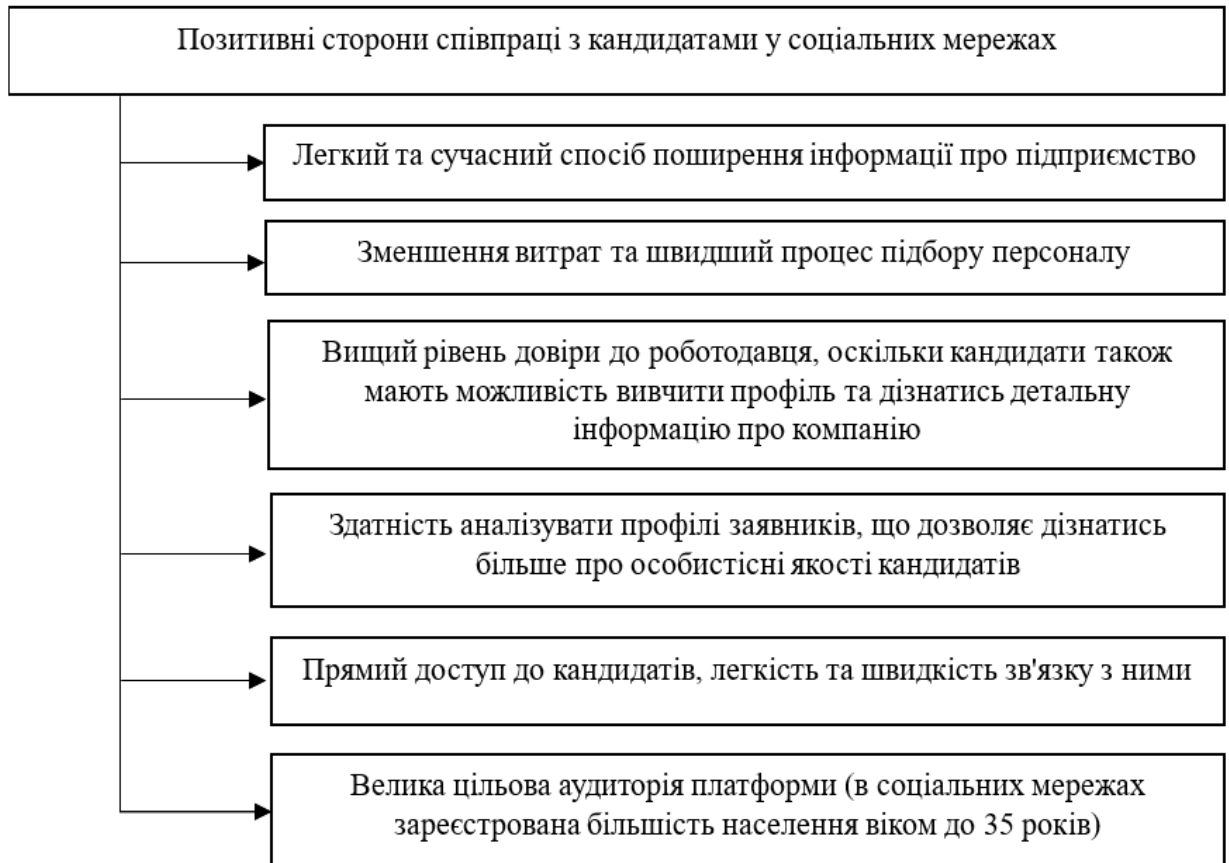 Позитивні сторони співпраці з кандидатами у соціальних мережах
Легкий та сучасний спосіб поширення інформації про підприємство
Зменшення витрат та швидший процес підбору персоналу
Вищий рівень довіри до роботодавця, оскільки кандидати також
мають можливість вивчити профіль та дізнатись детальну
інформацію про компанію
Здатність аналізувати профілі заявників, що дозволяє дізнатись
більше про особистісні якості кандидатів
Прямий доступ до кандидатів, легкість та швидкість зв'язку з ними
Велика цільова аудиторія платформи (в соціальних мережах
зареєстрована більшість населення віком до 35 років)